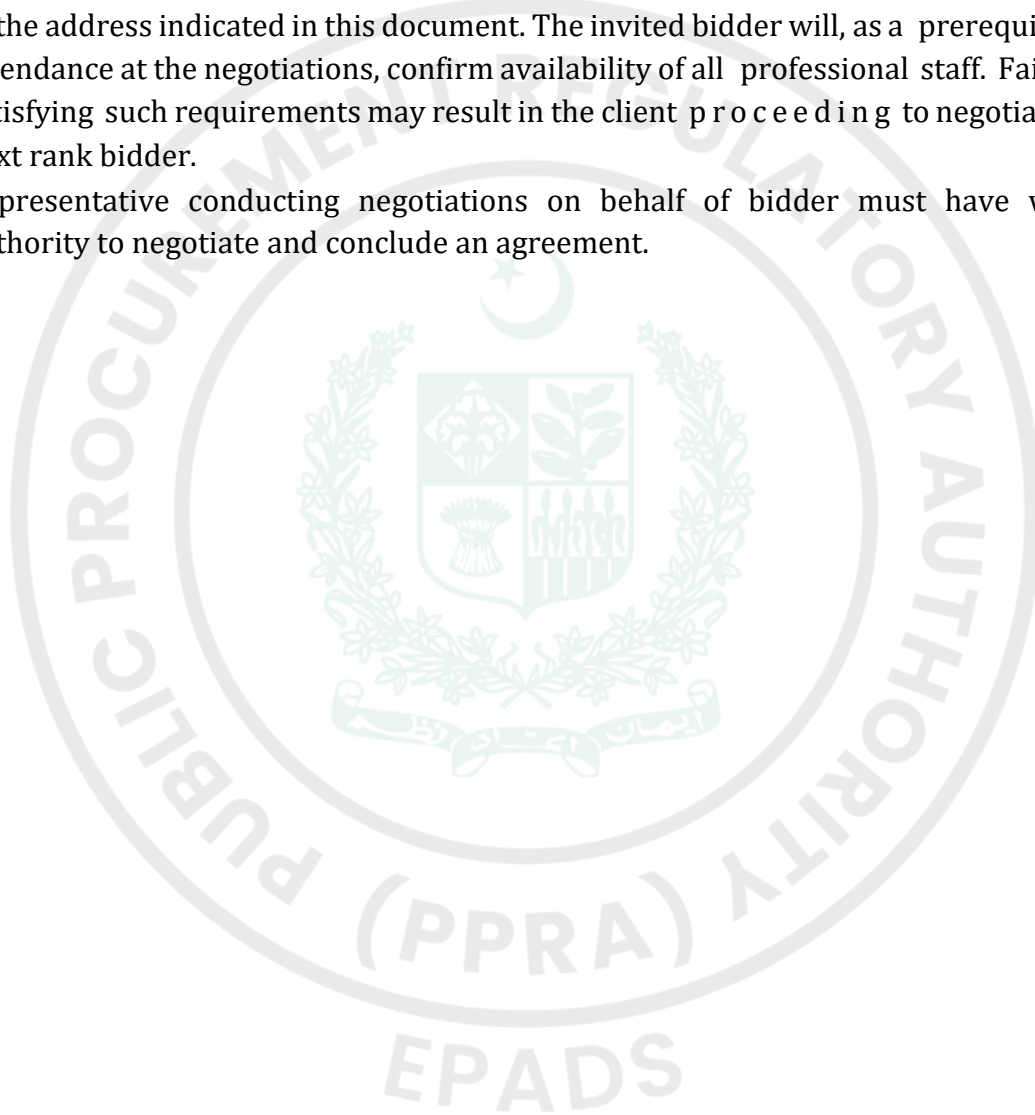 the address indicated in this document. The invited bidder will, as a prerequi
endance at the negotiations, confirm availability of all professional staff. Fai
tisfying such requirements may result in the client p r o c e e d i n g to negotia
xt rank bidder.
presentative conducting negotiations on behalf of bidder must have w
thority to negotiate and conclude an agreement.
PUBLIC PROCUREMENT REGULATORY AUTHORITY
(PPRA)
EPADS